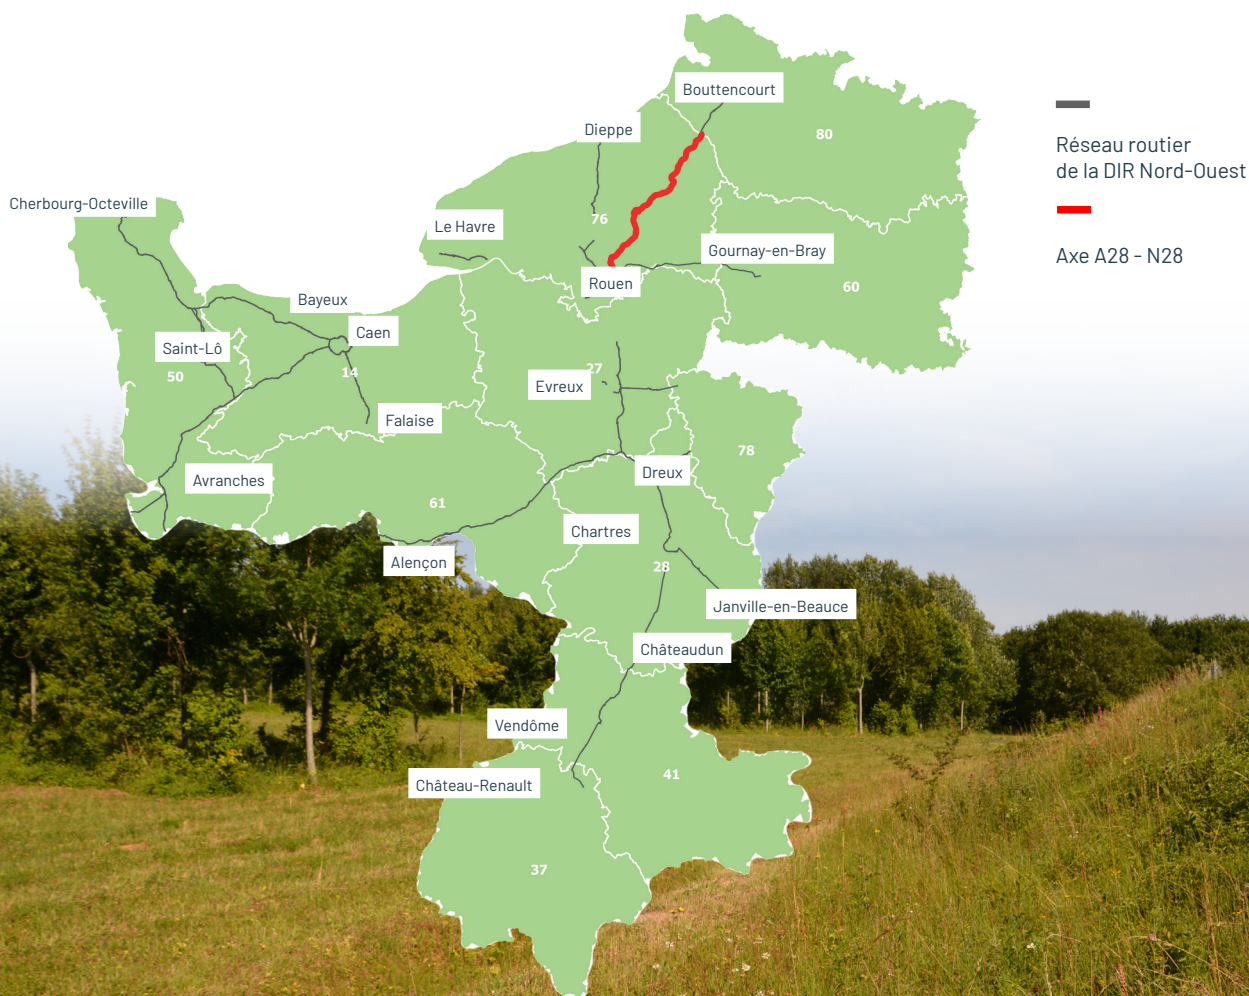 Bouttencourt
Dieppe
80
Cherbourg-Octeville
Le Havre
76
Gournay-en-Bray
Rouen
60
Bayeux
Caen
Saint-Lô
50
14
27
Evreux
Falaise
78
Avranches
Dreux
61
Chartres
Alençon
28
Janville-en-Beauce
Châteaudun
Vendôme
41
Château-Renault
37
Réseau routier
de la DIR Nord-Ouest
Axe A28 - N28